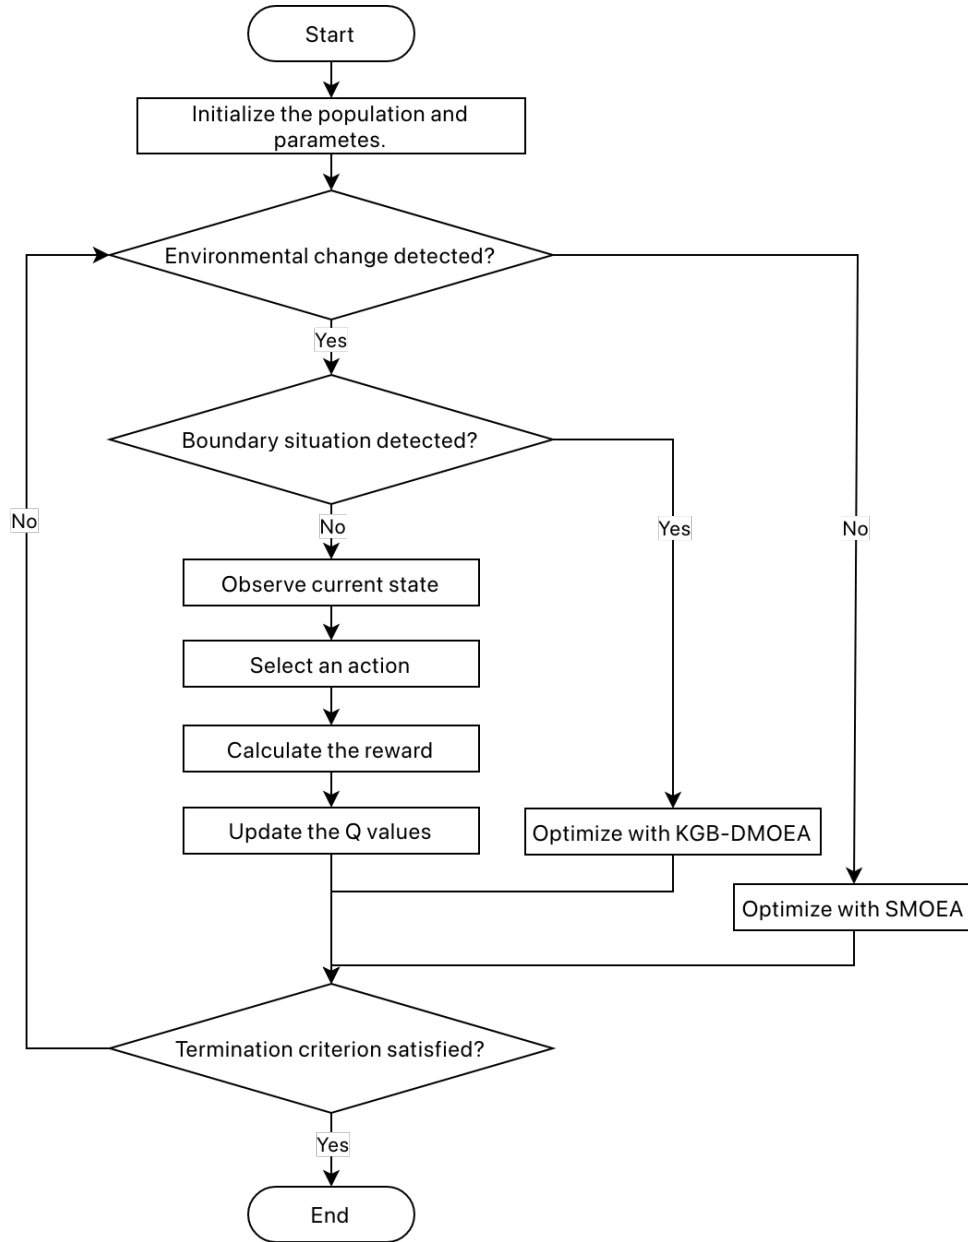 Start
Initialize the population and
parametes.
Environmental change detected?
Yes
Boundary situation detected?
No
No
Yes
No
Observe current state
Select an action
Calculate the reward
Update the Q values
Optimize with KGB-DMOEA
Optimize with SMOEA
Termination criterion satisfied?
Yes
End